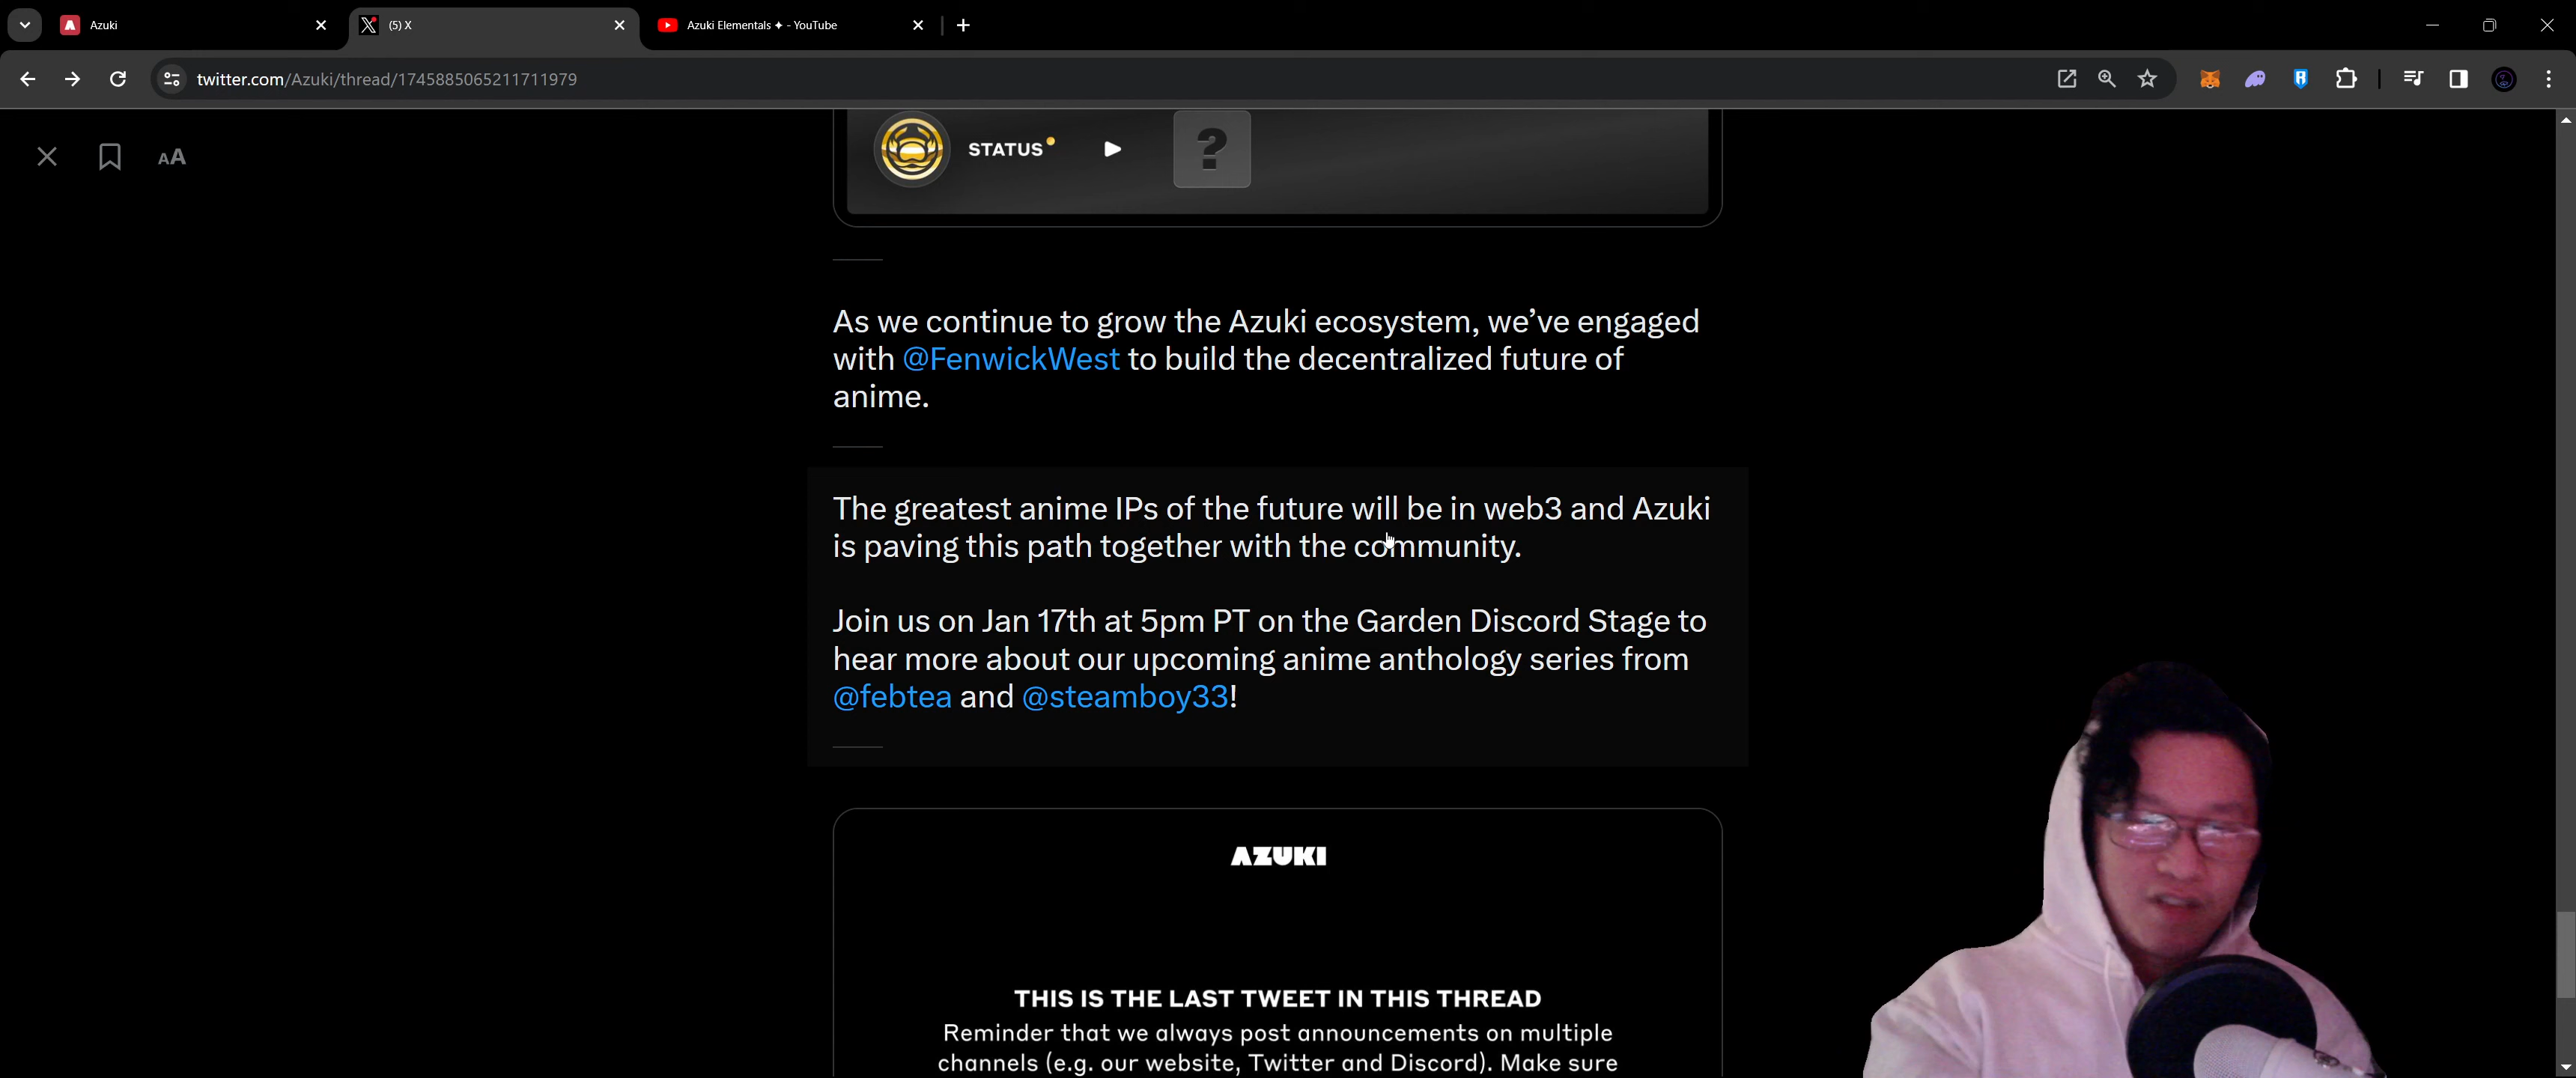 Azuki
(5) X
Azuki Elementals ✦ - YouTube
twitter.com/Azuki/thread/1745885065211711979
AA
STATUS
?
As we continue to grow the Azuki ecosystem, we’ve engaged
with @FenwickWest to build the decentralized future of
anime.
The greatest anime IPs of the future will be in web3 and Azuki
is paving this path together with the community.
Join us on Jan 17th at 5pm PT on the Garden Discord Stage to
hear more about our upcoming anime anthology series from
@febtea and @steamboy33!
AZUKI
THIS IS THE LAST TWEET IN THIS THREAD
Reminder that we always post announcements on multiple
channels (e.g. our website, Twitter and Discord). Make sure